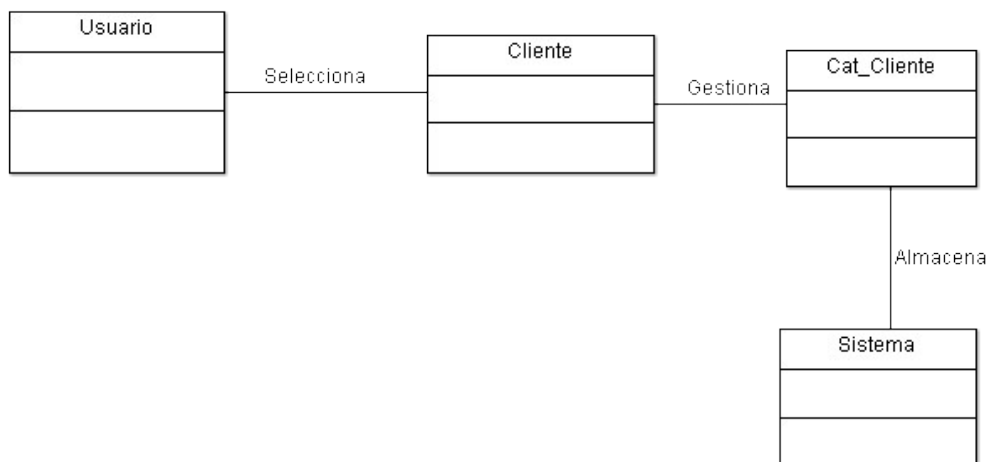 Usuario
Selecciona
Cliente
Gestiona
Cat_Cliente
Almacena
Sistema